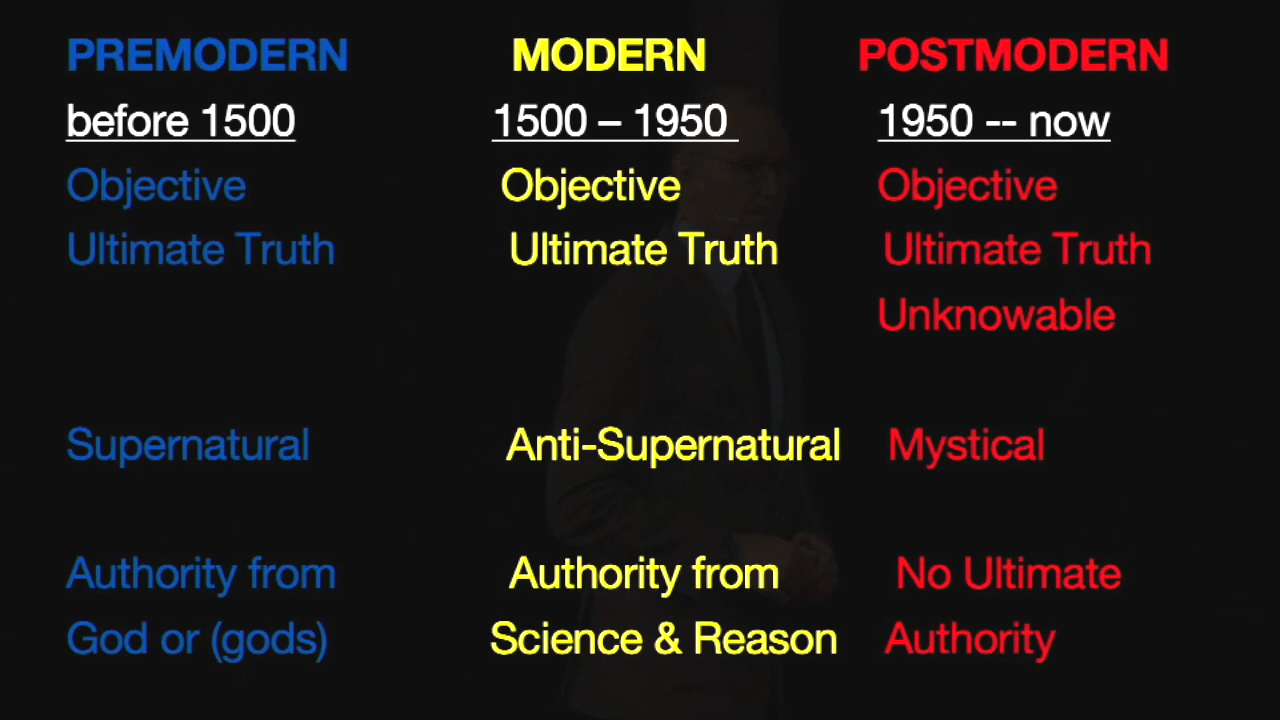 PREMODERN MODERN POSTMODERN
before 1500 1500 – 1950 1950 -- now
Objective Objective Objective
Ultimate Truth Ultimate Truth Ultimate Truth
Unknowable
Supernatural Anti-Supernatural Mystical
Authority from Authority from No Ultimate
God or (gods) Science & Reason Authority